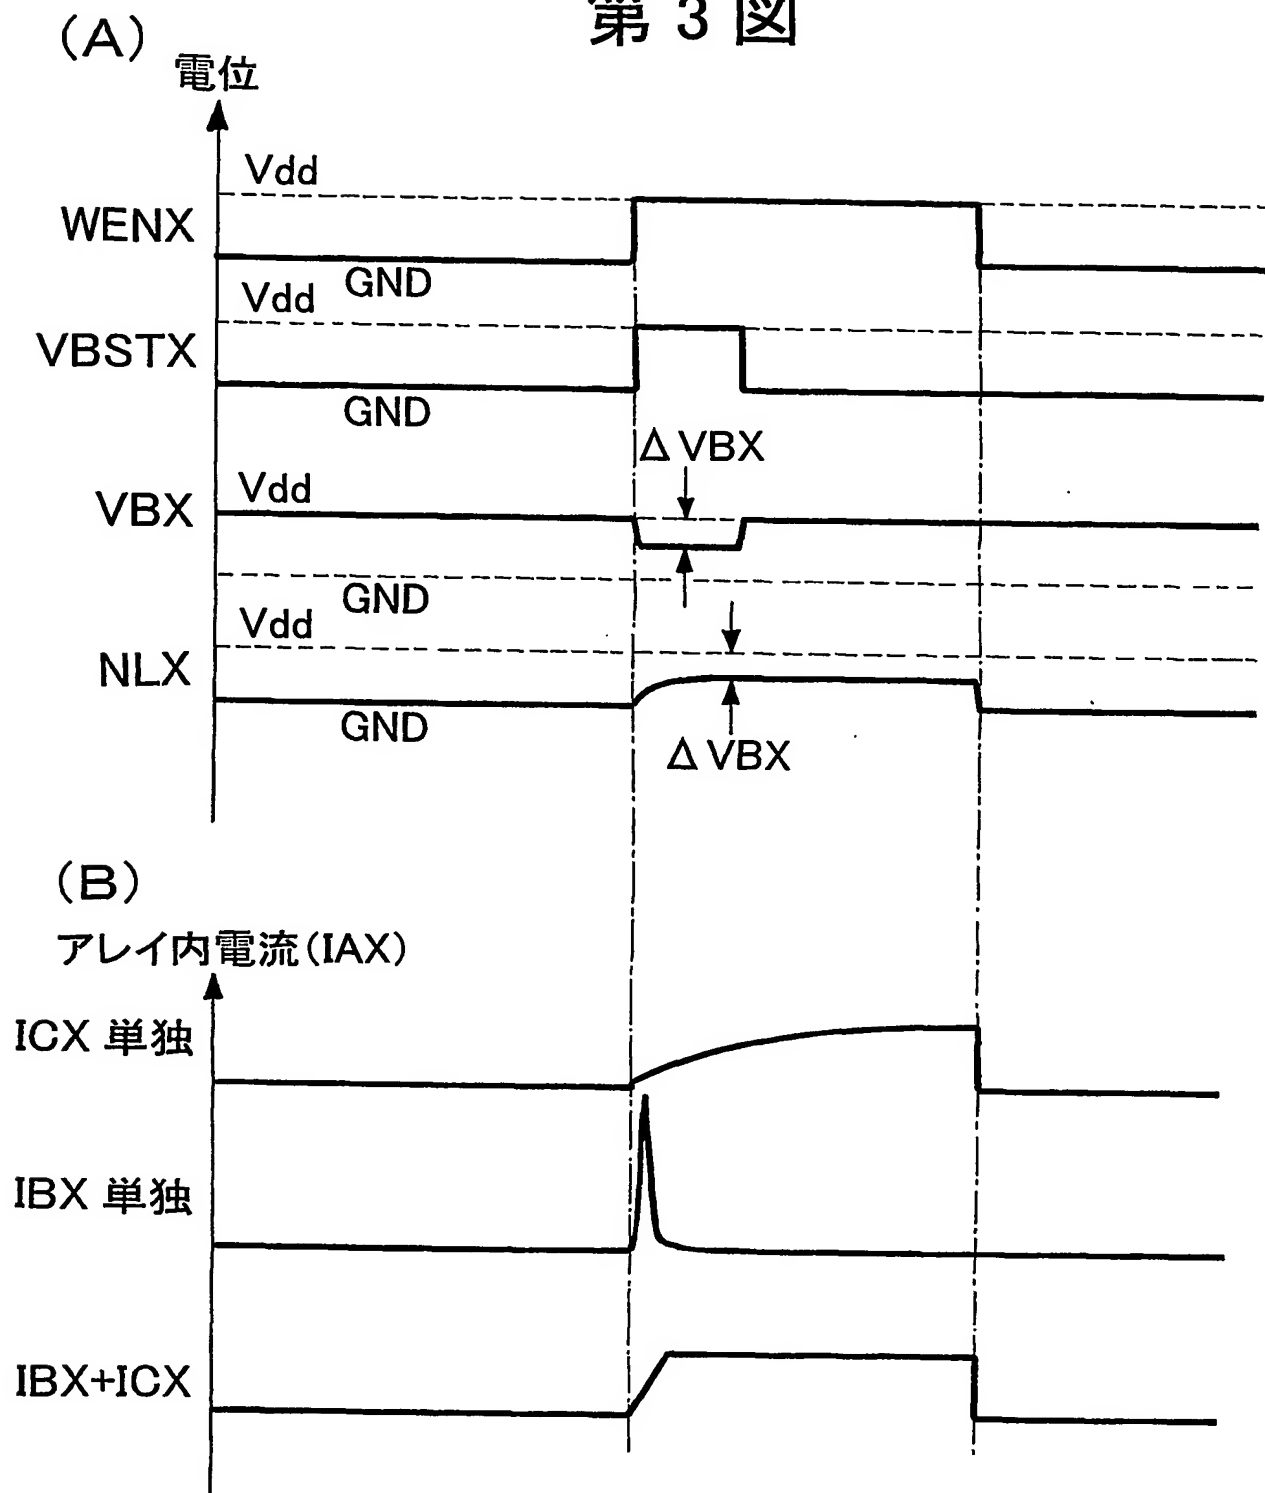 第3図
(A)
電位
Vdd
WENX
GND
Vdd
VBSTX
GND
ΔVBX
Vdd
VBX
GND
Vdd
NLX
GND
ΔVBX
(B)
アレイ内電流(IAX)
ICX 単独
IBX 単独
IBX+ICX